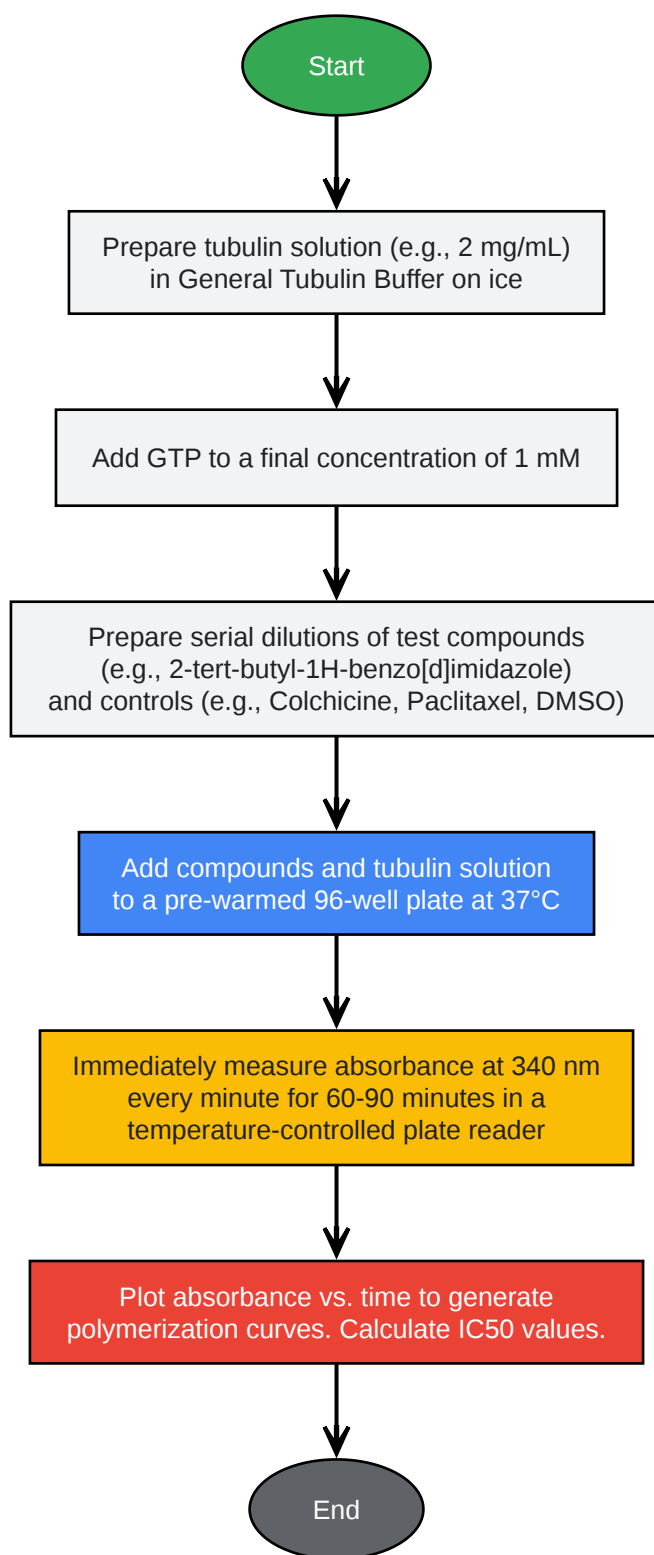 Start
Prepare tubulin solution (e.g., 2 mg/mL)
in General Tubulin Buffer on ice
Add GTP to a final concentration of 1 mM
Prepare serial dilutions of test compounds
(e.g., 2-tert-butyl-1H-benzo[d]imidazole)
and controls (e.g., Colchicine, Paclitaxel, DMSO)
Add compounds and tubulin solution
to a pre-warmed 96-well plate at 37°C
Immediately measure absorbance at 340 nm
every minute for 60-90 minutes in a
temperature-controlled plate reader
Plot absorbance vs. time to generate
polymerization curves. Calculate IC50 values.
End